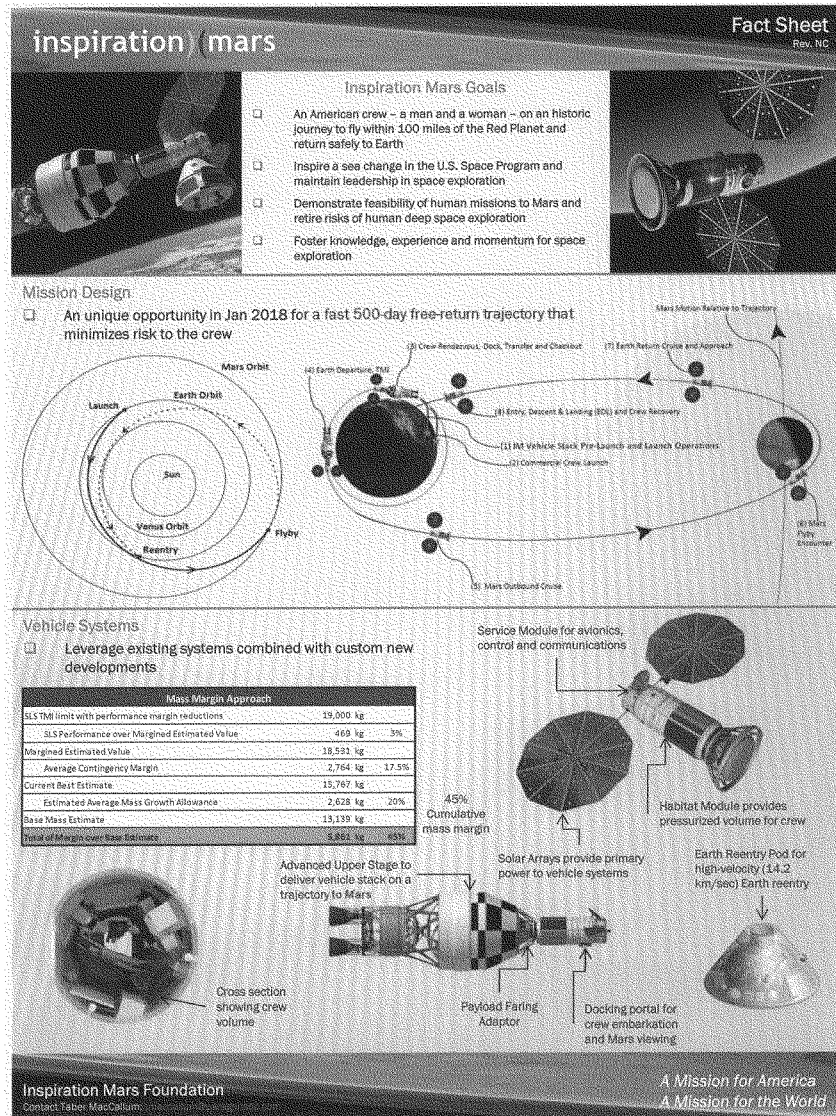 inspiration)(mars
Fact Sheet
Rev. NC
Inspiration Mars Goals
❑ An American crew – a man and a woman – on an historic
journey to fly within 100 miles of the Red Planet and
return safely to Earth
❑ Inspire a sea change in the U.S. Space Program and
maintain leadership in space exploration
❑ Demonstrate feasibility of human missions to Mars and
retire risks of human deep space exploration
❑ Foster knowledge, experience and momentum for space
exploration
Mission Design
❑ An unique opportunity in Jan 2018 for a fast 500-day free-return trajectory that
minimizes risk to the crew
Mars Orbit
Earth Orbit
Launch
Sun
Venus Orbit
Reentry
Flyby
Mars Motion Relative to Trajectory
(3) Crew Rendezvous, Dock, Transfer and Checkout
(7) Earth Return Cruise and Approach
(4) Earth Departure, TMI
(8) Entry, Descent & Landing (EDL) and Crew Recovery
(1) IM Vehicle Stack Pre-Launch and Launch Operations
(2) Commercial Crew Launch
(6) Mars
Flyby
Encounter
(5) Mars Outbound Cruise
Vehicle Systems
❑ Leverage existing systems combined with custom new
developments
Mass Margin Approach
SLS TMI limit with performance margin reductions 19,000 kg
SLS Performance over Margined Estimated Value 469 kg 3%
Margined Estimated Value 18,531 kg
Average Contingency Margin 2,764 kg 17.5%
Current Best Estimate 15,767 kg
Estimated Average Mass Growth Allowance 2,628 kg 20%
Base Mass Estimate 13,139 kg
Total of Margin over Base Estimate 5,861 kg 45%
45%
Cumulative
mass margin
Service Module for avionics,
control and communications
Habitat Module provides
pressurized volume for crew
Solar Arrays provide primary
power to vehicle systems
Earth Reentry Pod for
high-velocity (14.2
km/sec) Earth reentry
Advanced Upper Stage to
deliver vehicle stack on a
trajectory to Mars
Cross section
showing crew
volume
Payload Faring
Adaptor
Docking portal for
crew embarkation
and Mars viewing
Inspiration Mars Foundation
Contact Taber MacCallum:
A Mission for America
A Mission for the World